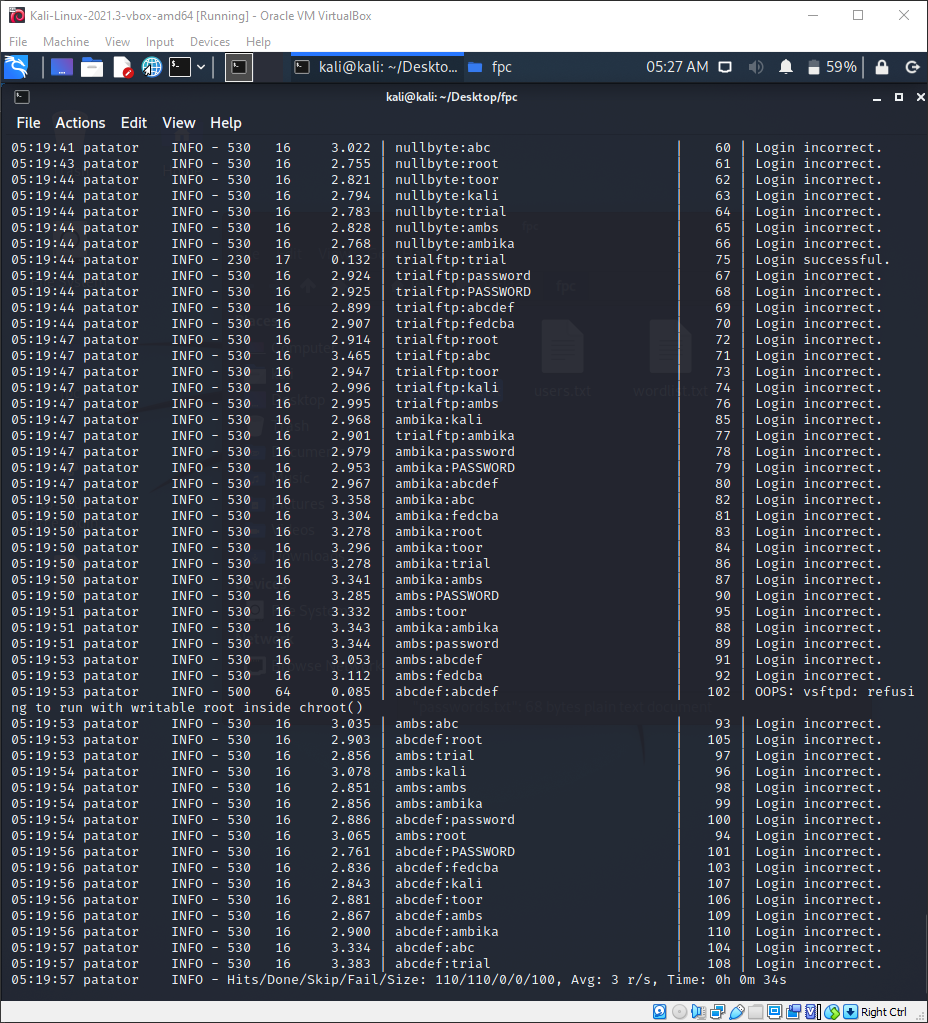 Kali-Linux-2021.3-vbox-amd64 [Running] - Oracle VM VirtualBox
File Machine View Input Devices Help
kali@kali: ~/Deskto... fpc 05:27 AM 59%
kali@kali: ~/Desktop/fpc
File Actions Edit View Help
05:19:41 patator INFO - 530 16 3.022 | nullbyte:abc | 60 | Login incorrect.
05:19:43 patator INFO - 530 16 2.755 | nullbyte:root | 61 | Login incorrect.
05:19:44 patator INFO - 530 16 2.821 | nullbyte:toor | 62 | Login incorrect.
05:19:44 patator INFO - 530 16 2.794 | nullbyte:kali | 63 | Login incorrect.
05:19:44 patator INFO - 530 16 2.783 | nullbyte:trial | 64 | Login incorrect.
05:19:44 patator INFO - 530 16 2.828 | nullbyte:ambs | 65 | Login incorrect.
05:19:44 patator INFO - 530 16 2.768 | nullbyte:ambika | 66 | Login incorrect.
05:19:44 patator INFO - 230 17 0.132 | trialftp:trial | 75 | Login successful.
05:19:44 patator INFO - 530 16 2.924 | trialftp:password | 67 | Login incorrect.
05:19:44 patator INFO - 530 16 2.925 | trialftp:PASSWORD | 68 | Login incorrect.
05:19:44 patator INFO - 530 16 2.899 | trialftp:abcdef | 69 | Login incorrect.
05:19:44 patator INFO - 530 16 2.907 | trialftp:fedcba | 70 | Login incorrect.
05:19:47 patator INFO - 530 16 2.914 | trialftp:root | 72 | Login incorrect.
05:19:47 patator INFO - 530 16 3.465 | trialftp:abc | 71 | Login incorrect.
05:19:47 patator INFO - 530 16 2.947 | trialftp:toor | 73 | Login incorrect.
05:19:47 patator INFO - 530 16 2.996 | trialftp:kali | 74 | Login incorrect.
05:19:47 patator INFO - 530 16 2.995 | trialftp:ambs | 76 | Login incorrect.
05:19:47 patator INFO - 530 16 2.968 | ambika:kali | 85 | Login incorrect.
05:19:47 patator INFO - 530 16 2.901 | trialftp:ambika | 77 | Login incorrect.
05:19:47 patator INFO - 530 16 2.979 | ambika:password | 78 | Login incorrect.
05:19:47 patator INFO - 530 16 2.953 | ambika:PASSWORD | 79 | Login incorrect.
05:19:47 patator INFO - 530 16 2.967 | ambika:abcdef | 80 | Login incorrect.
05:19:50 patator INFO - 530 16 3.358 | ambika:abc | 82 | Login incorrect.
05:19:50 patator INFO - 530 16 3.304 | ambika:fedcba | 81 | Login incorrect.
05:19:50 patator INFO - 530 16 3.278 | ambika:root | 83 | Login incorrect.
05:19:50 patator INFO - 530 16 3.296 | ambika:toor | 84 | Login incorrect.
05:19:50 patator INFO - 530 16 3.278 | ambika:trial | 86 | Login incorrect.
05:19:50 patator INFO - 530 16 3.341 | ambika:ambs | 87 | Login incorrect.
05:19:50 patator INFO - 530 16 3.285 | ambs:PASSWORD | 90 | Login incorrect.
05:19:51 patator INFO - 530 16 3.332 | ambs:toor | 95 | Login incorrect.
05:19:51 patator INFO - 530 16 3.343 | ambika:ambika | 88 | Login incorrect.
05:19:51 patator INFO - 530 16 3.344 | ambs:password | 89 | Login incorrect.
05:19:53 patator INFO - 530 16 3.053 | ambs:abcdef | 91 | Login incorrect.
05:19:53 patator INFO - 530 16 3.112 | ambs:fedcba | 92 | Login incorrect.
05:19:53 patator INFO - 500 64 0.085 | abcdef:abcdef | 102 | OOPS: vsftpd: refusi
ng to run with writable root inside chroot()
05:19:53 patator INFO - 530 16 3.035 | ambs:abc | 93 | Login incorrect.
05:19:53 patator INFO - 530 16 2.903 | abcdef:root | 105 | Login incorrect.
05:19:53 patator INFO - 530 16 2.856 | ambs:trial | 97 | Login incorrect.
05:19:54 patator INFO - 530 16 3.078 | ambs:kali | 96 | Login incorrect.
05:19:54 patator INFO - 530 16 2.851 | ambs:ambs | 98 | Login incorrect.
05:19:54 patator INFO - 530 16 2.856 | ambs:ambika | 99 | Login incorrect.
05:19:54 patator INFO - 530 16 2.886 | abcdef:password | 100 | Login incorrect.
05:19:54 patator INFO - 530 16 3.065 | ambs:root | 94 | Login incorrect.
05:19:56 patator INFO - 530 16 2.761 | abcdef:PASSWORD | 101 | Login incorrect.
05:19:56 patator INFO - 530 16 2.836 | abcdef:fedcba | 103 | Login incorrect.
05:19:56 patator INFO - 530 16 2.843 | abcdef:kali | 107 | Login incorrect.
05:19:56 patator INFO - 530 16 2.881 | abcdef:toor | 106 | Login incorrect.
05:19:56 patator INFO - 530 16 2.867 | abcdef:ambs | 109 | Login incorrect.
05:19:56 patator INFO - 530 16 2.900 | abcdef:ambika | 110 | Login incorrect.
05:19:57 patator INFO - 530 16 3.334 | abcdef:abc | 104 | Login incorrect.
05:19:57 patator INFO - 530 16 3.383 | abcdef:trial | 108 | Login incorrect.
05:19:57 patator INFO - Hits/Done/Skip/Fail/Size: 110/110/0/0/100, Avg: 3 r/s, Time: 0h 0m 34s
Right Ctrl